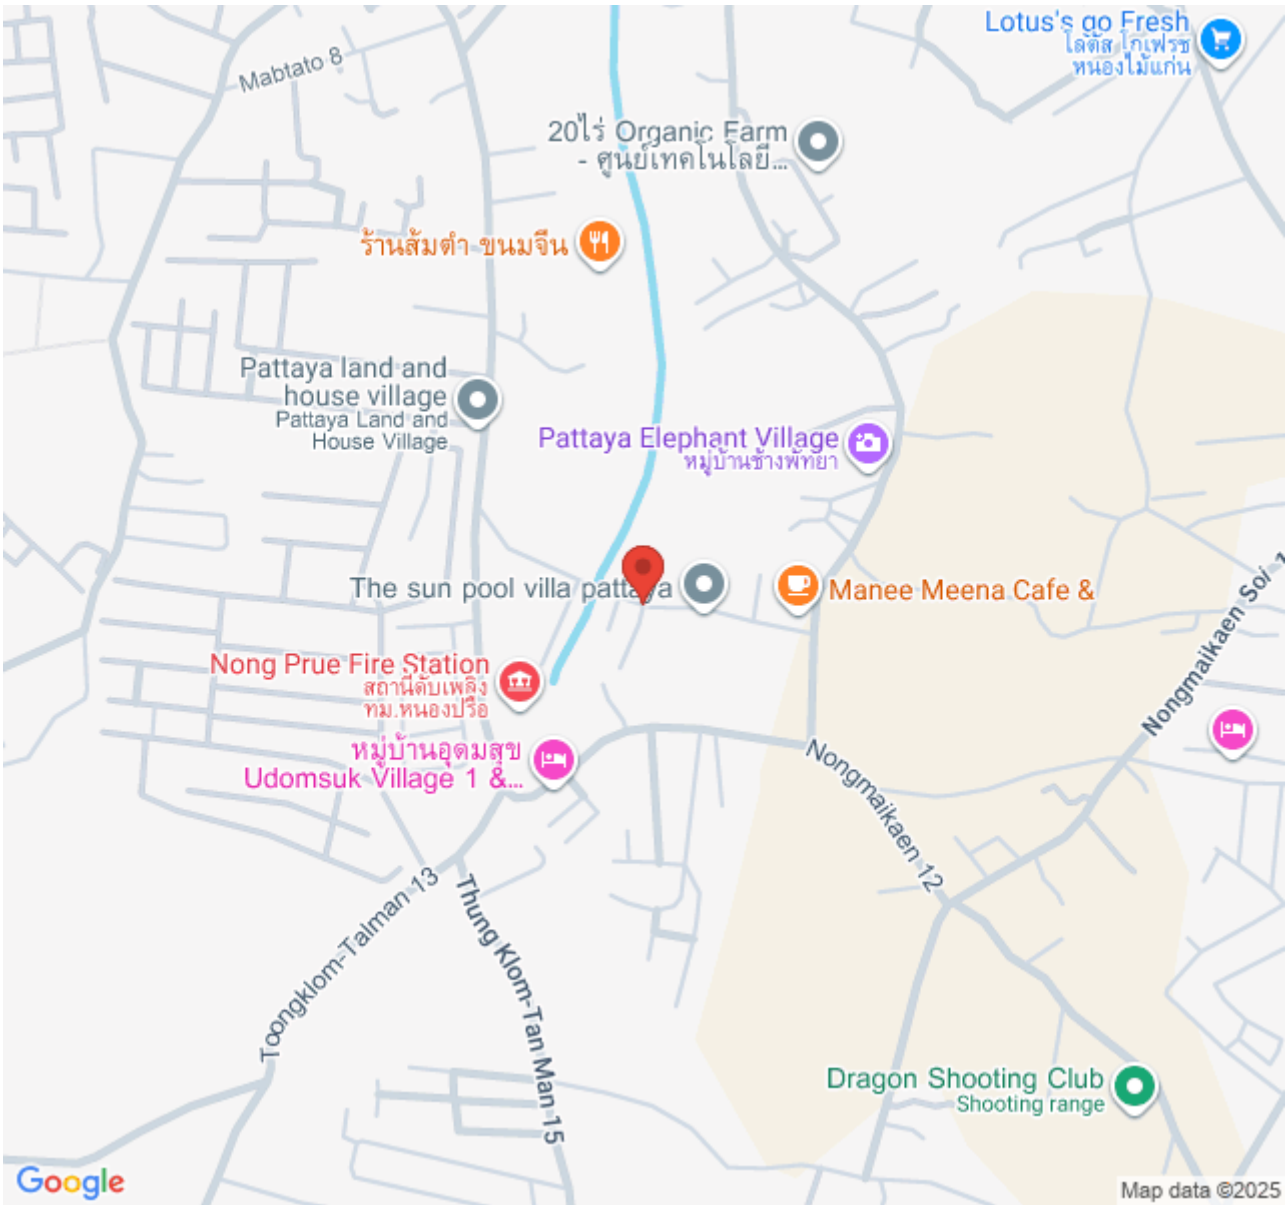 Lotus's go Fresh
โลตัส โกเฟรช
หนองไม้แก่น
Mabtato 8
20ไร่ Organic Farm
- ศูนย์เทคโนโลยี...
ร้านส้มตำ ขนมจีน
Pattaya land and
house village
Pattaya Land and
House Village
Pattaya Elephant Village
หมู่บ้านช้างพัทยา
The sun pool villa pattaya
Manee Meena Cafe &
Nongmaikaen Soi 1
Nong Prue Fire Station
สถานีดับเพลิง
ทม.หนองปรือ
หมู่บ้านอุดมสุข
Udomsuk Village 1 &...
Nongmaikaen 12
Toongklom-Talman 13
Thung Klom-Tan Man 15
Dragon Shooting Club
Shooting range
Google
Map data ©2025